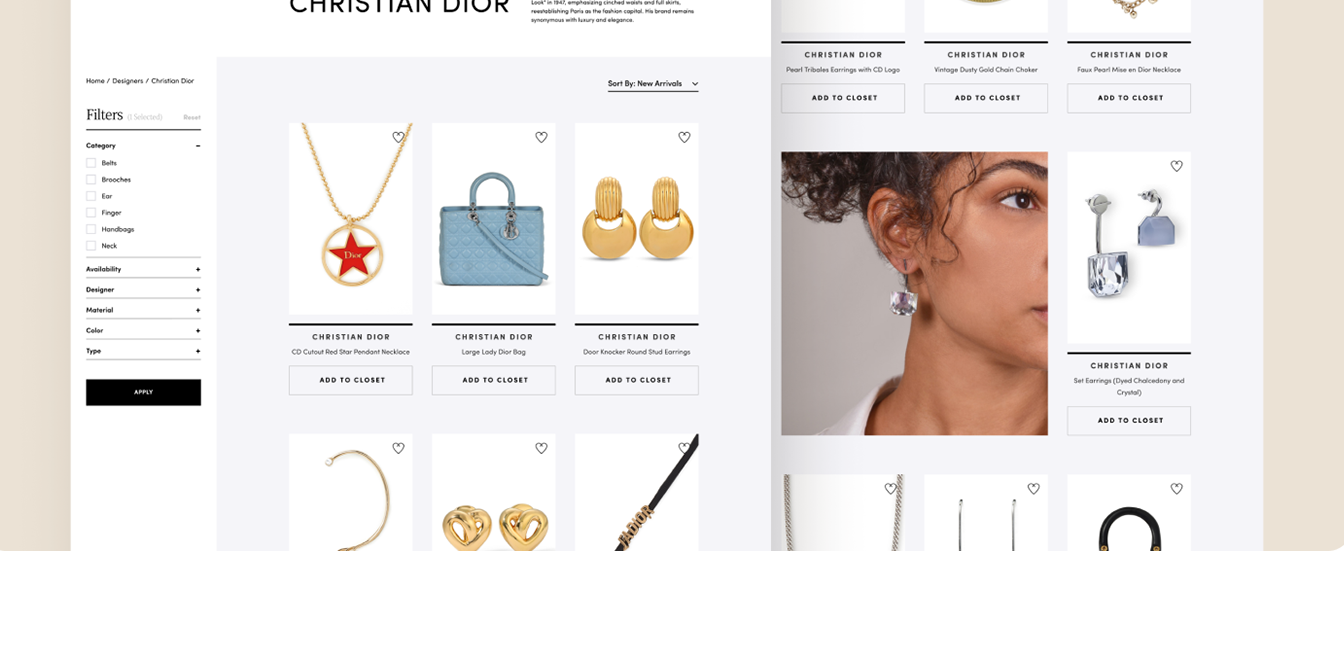 CHRISTIAN DIOR
Look" in 1947, emphasizing cinched waists and full skirts,
reestablishing Paris as the fashion capital. His brand remains
synonymous with luxury and elegance.
Home / Designers / Christian Dior
Filters (1 Selected) Reset
Category −
Belts
Brooches
Ear
Finger
Handbags
Neck
Availability +
Designer +
Material +
Color +
Type +
APPLY
Sort By: New Arrivals
Dior
CHRISTIAN DIOR
CD Cutout Red Star Pendant Necklace
ADD TO CLOSET
CHRISTIAN DIOR
Large Lady Dior Bag
ADD TO CLOSET
CHRISTIAN DIOR
Door Knocker Round Stud Earrings
ADD TO CLOSET
J'ADIOR
CHRISTIAN DIOR
Pearl Tribales Earrings with CD Logo
ADD TO CLOSET
CHRISTIAN DIOR
Vintage Dusty Gold Chain Choker
ADD TO CLOSET
CHRISTIAN DIOR
Faux Pearl Mise en Dior Necklace
ADD TO CLOSET
CHRISTIAN DIOR
Set Earrings (Dyed Chalcedony and
Crystal)
ADD TO CLOSET